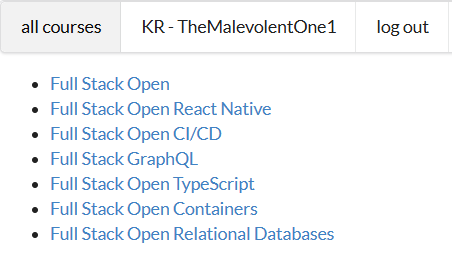 all courses KR - TheMalevolentOne1 log out
Full Stack Open
Full Stack Open React Native
Full Stack Open CI/CD
Full Stack GraphQL
Full Stack Open TypeScript
Full Stack Open Containers
Full Stack Open Relational Databases